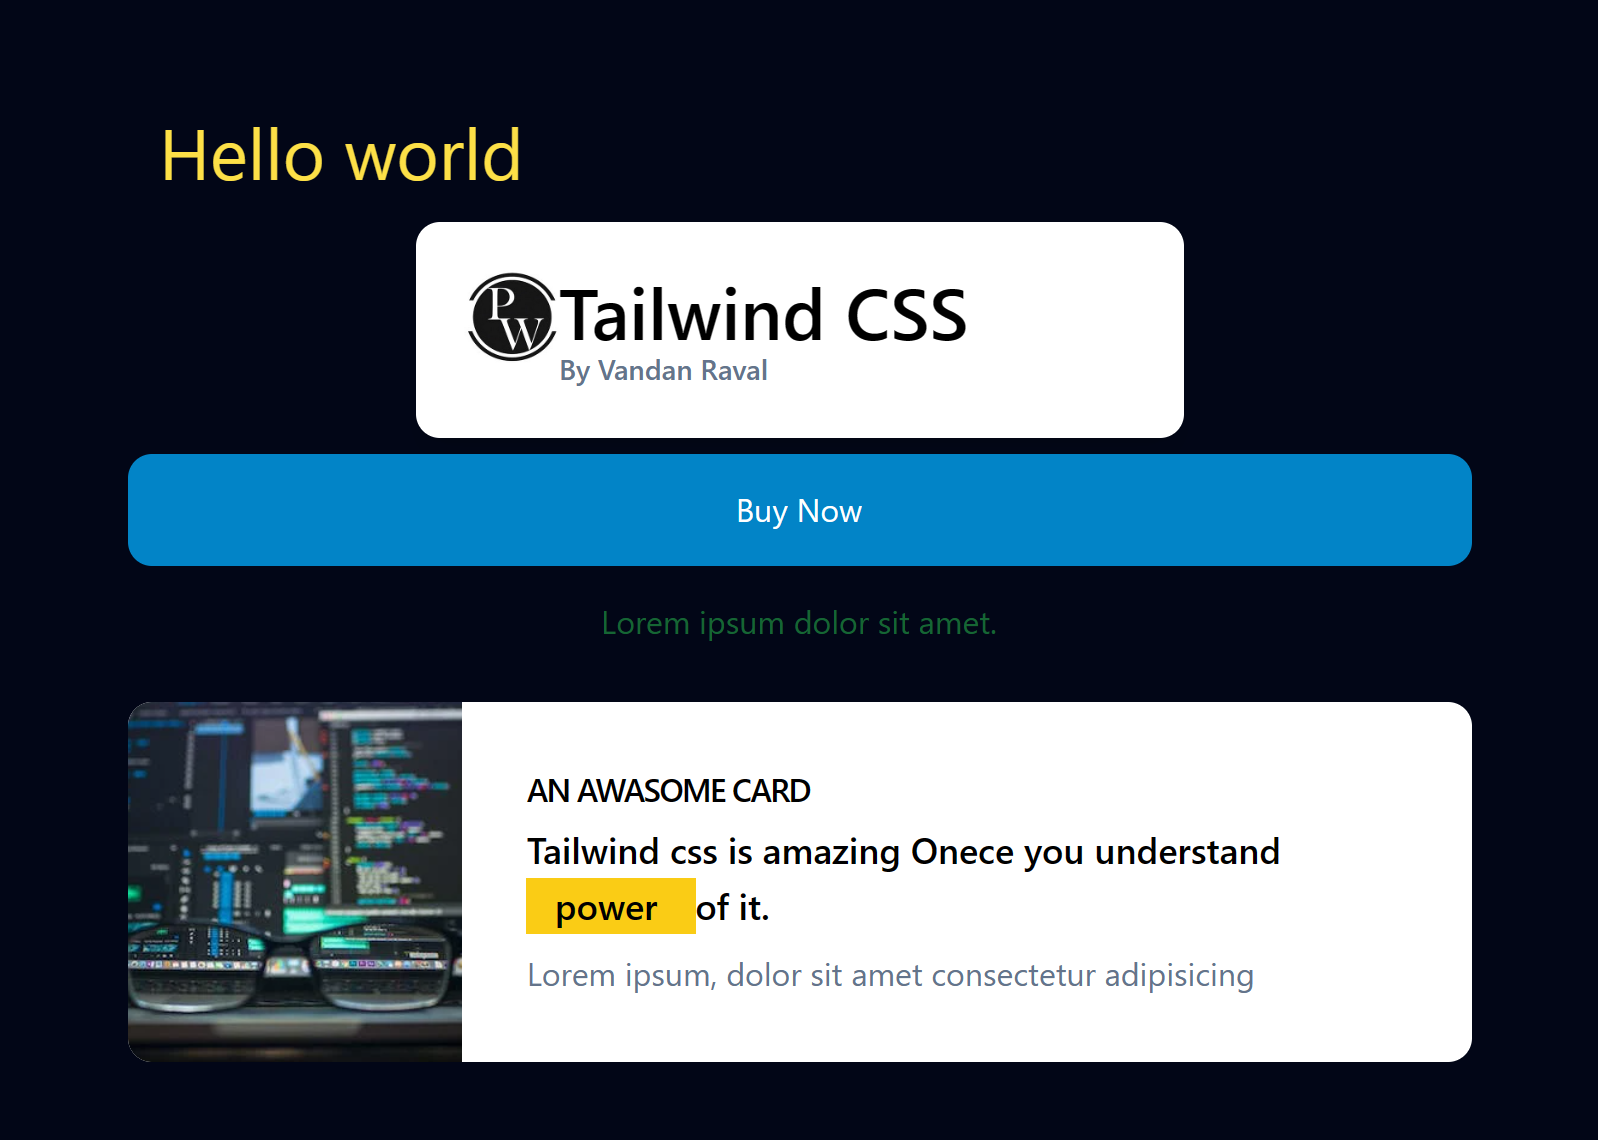 Hello world
PW
Tailwind CSS
By Vandan Raval
Buy Now
Lorem ipsum dolor sit amet.
AN AWASOME CARD
Tailwind css is amazing Onece you understand
power of it.
Lorem ipsum, dolor sit amet consectetur adipisicing